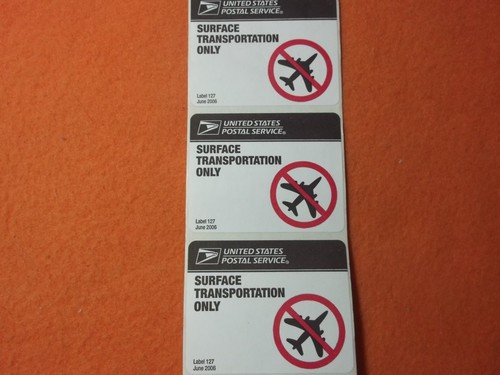 UNITED STATES
POSTAL SERVICE®
SURFACE
TRANSPORTATION
ONLY
Label 127
June 2006
UNITED STATES
POSTAL SERVICE®
SURFACE
TRANSPORTATION
ONLY
Label 127
June 2006
UNITED STATES
POSTAL SERVICE®
SURFACE
TRANSPORTATION
ONLY
Label 127
June 2006